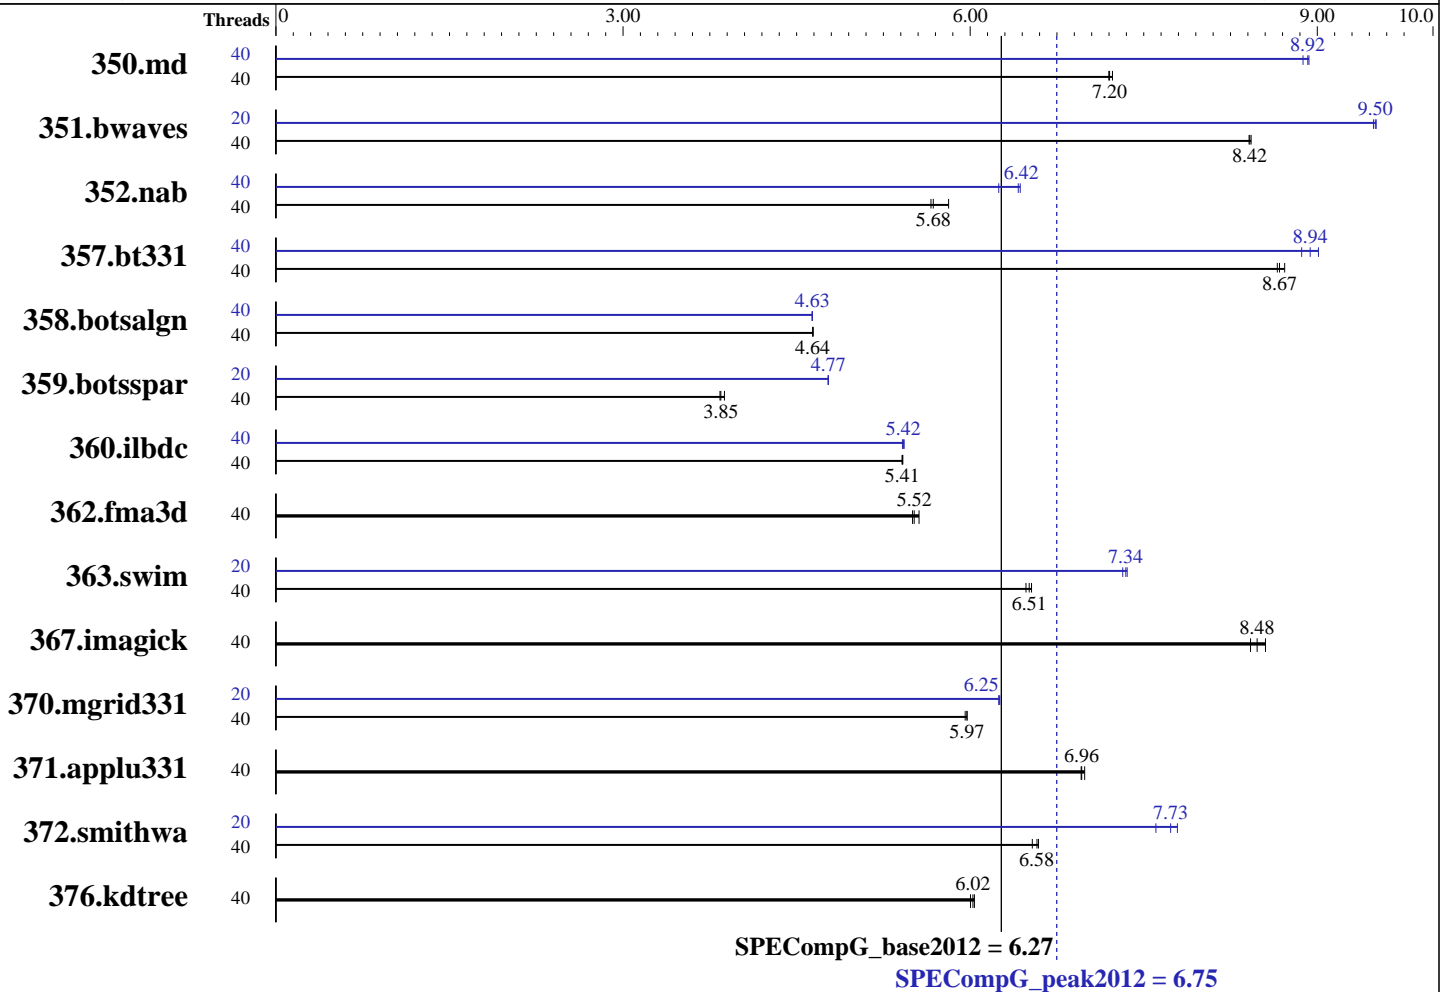 Threads 0 3.00 6.00 9.00 10.0
350.md 40 8.92
40 7.20
351.bwaves 20 9.50
40 8.42
352.nab 40 6.42
40 5.68
357.bt331 40 8.94
40 8.67
358.botsalgn 40 4.63
40 4.64
359.botsspar 20 4.77
40 3.85
360.ilbdc 40 5.42
40 5.41
362.fma3d 40 5.52
363.swim 20 7.34
40 6.51
367.imagick 40 8.48
370.mgrid331 20 6.25
40 5.97
371.applu331 40 6.96
372.smithwa 20 7.73
40 6.58
376.kdtree 40 6.02
SPECompG_base2012 = 6.27
SPECompG_peak2012 = 6.75